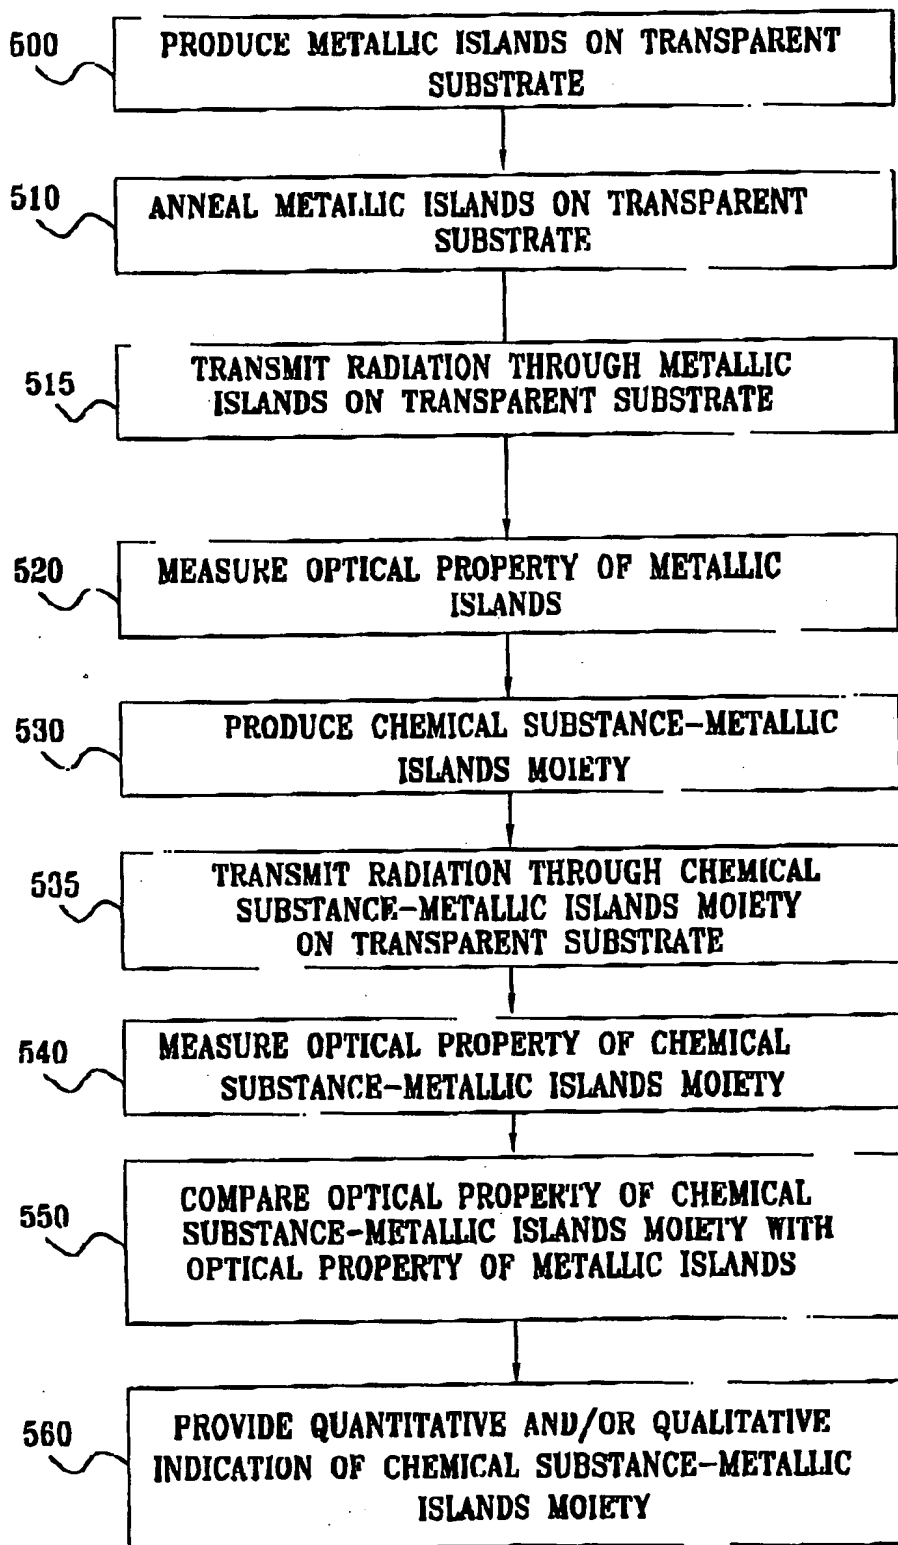 500
PRODUCE METALLIC ISLANDS ON TRANSPARENT
SUBSTRATE
510
ANNEAL METALLIC ISLANDS ON TRANSPARENT
SUBSTRATE
515
TRANSMIT RADIATION THROUGH METALLIC
ISLANDS ON TRANSPARENT SUBSTRATE
520
MEASURE OPTICAL PROPERTY OF METALLIC
ISLANDS
530
PRODUCE CHEMICAL SUBSTANCE-METALLIC
ISLANDS MOIETY
535
TRANSMIT RADIATION THROUGH CHEMICAL
SUBSTANCE-METALLIC ISLANDS MOIETY
ON TRANSPARENT SUBSTRATE
540
MEASURE OPTICAL PROPERTY OF CHEMICAL
SUBSTANCE-METALLIC ISLANDS MOIETY
550
COMPARE OPTICAL PROPERTY OF CHEMICAL
SUBSTANCE-METALLIC ISLANDS MOIETY WITH
OPTICAL PROPERTY OF METALLIC ISLANDS
560
PROVIDE QUANTITATIVE AND/OR QUALITATIVE
INDICATION OF CHEMICAL SUBSTANCE-METALLIC
ISLANDS MOIETY